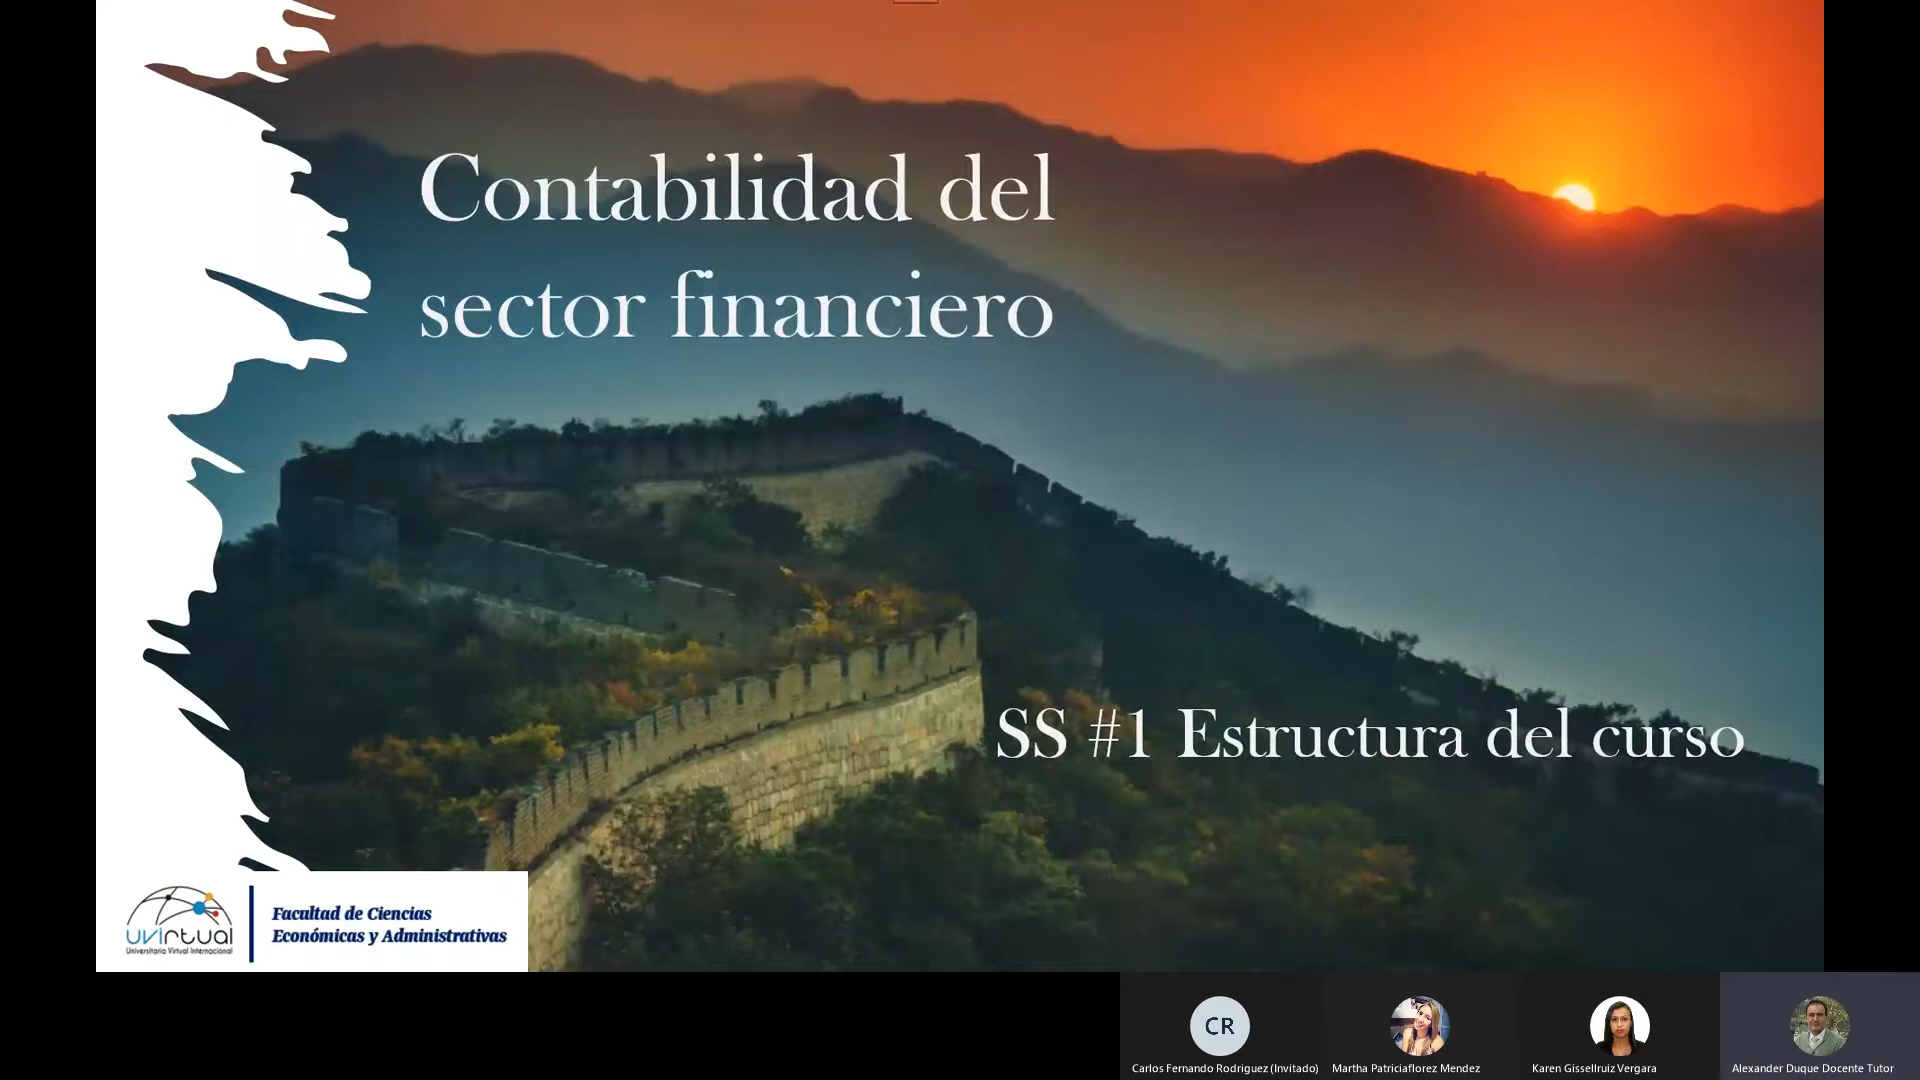 Contabilidad del
sector financiero
SS #1 Estructura del curso
uvirtual
Universitaria Virtual Internacional
Facultad de Ciencias
Económicas y Administrativas
CR
Carlos Fernando Rodriguez (Invitado)
Martha Patriciaflorez Mendez
Karen Gissellruiz Vergara
Alexander Duque Docente Tutor